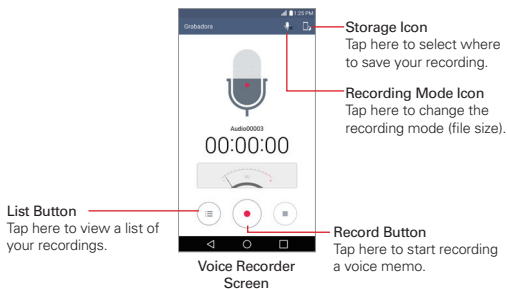 1:25 PM
Grabadora
Storage Icon
Tap here to select where
to save your recording.
Recording Mode Icon
Tap here to change the
recording mode (file size).
Audio00003
00:00:00
List Button
Tap here to view a list of
your recordings.
Record Button
Tap here to start recording
a voice memo.
Voice Recorder
Screen